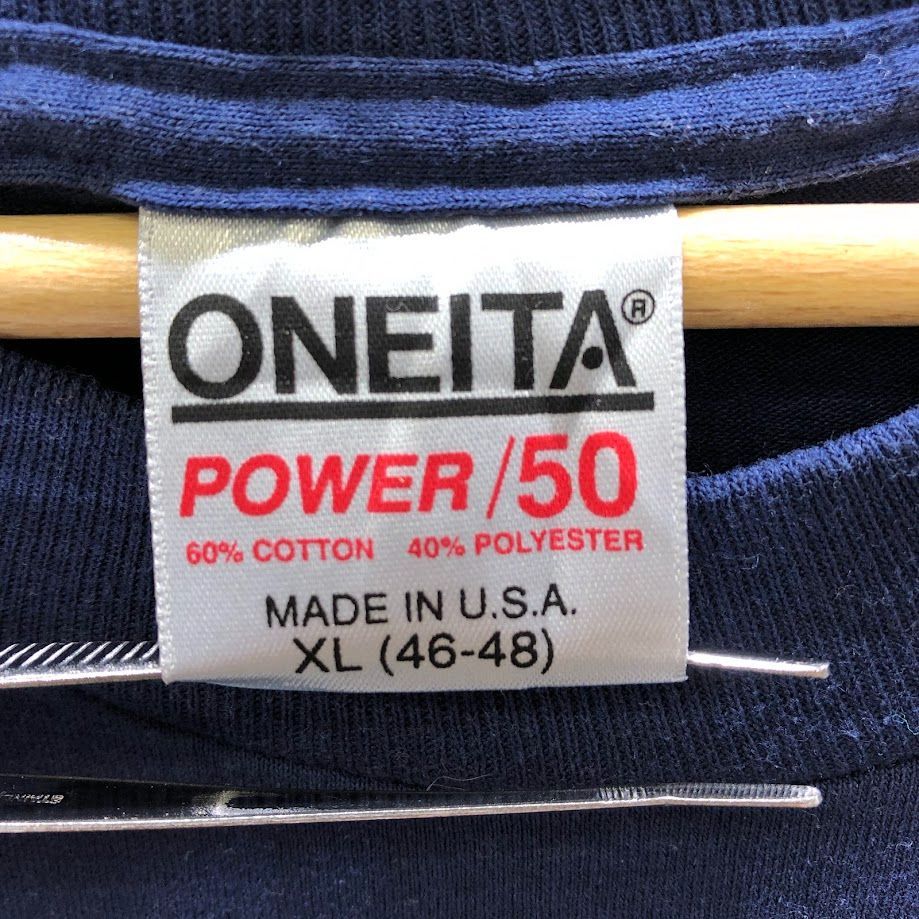 ONEITA®
POWER/50
60% COTTON 40% POLYESTER
MADE IN U.S.A.
XL (46-48)